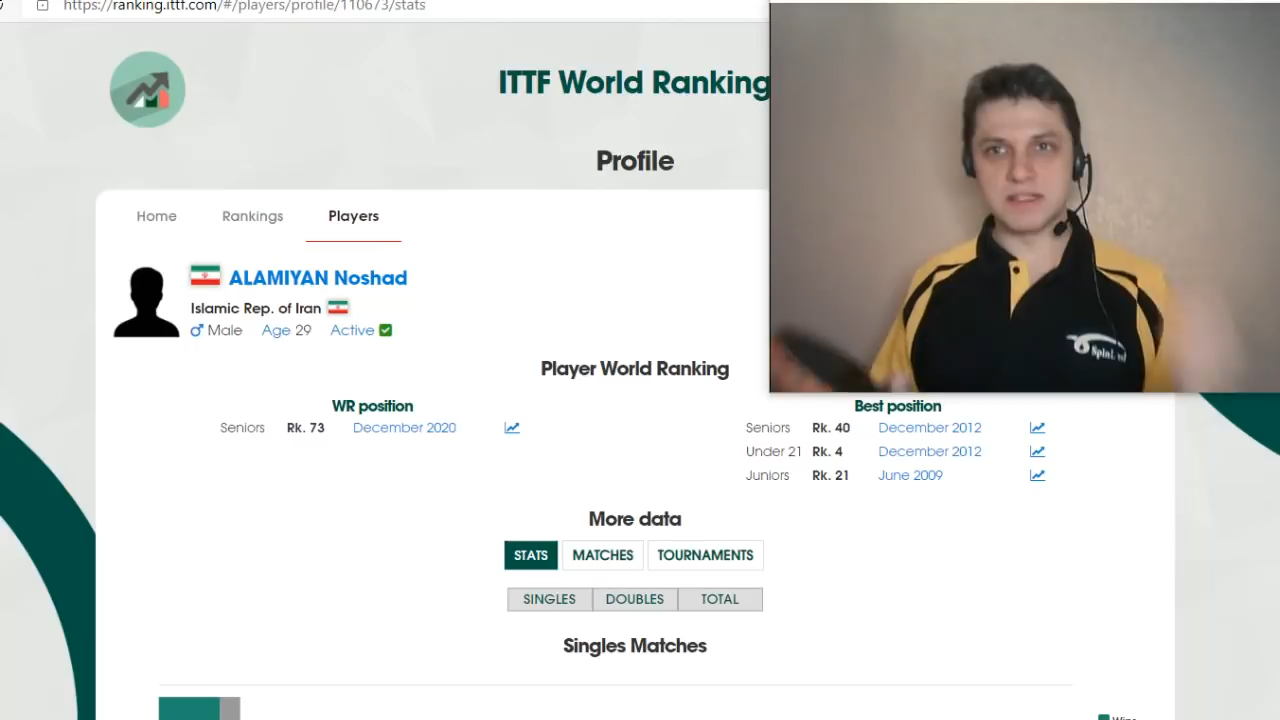 https://ranking.ittf.com/#/players/profile/110673/stats
ITTF World Ranking
Profile
Home Rankings Players
ALAMIYAN Noshad
Islamic Rep. of Iran
Male Age 29 Active
Player World Ranking
WR position
Seniors Rk. 73 December 2020
Best position
Seniors Rk. 40 December 2012
Under 21 Rk. 4 December 2012
Juniors Rk. 21 June 2009
More data
STATS MATCHES TOURNAMENTS
SINGLES DOUBLES TOTAL
Singles Matches
Wins